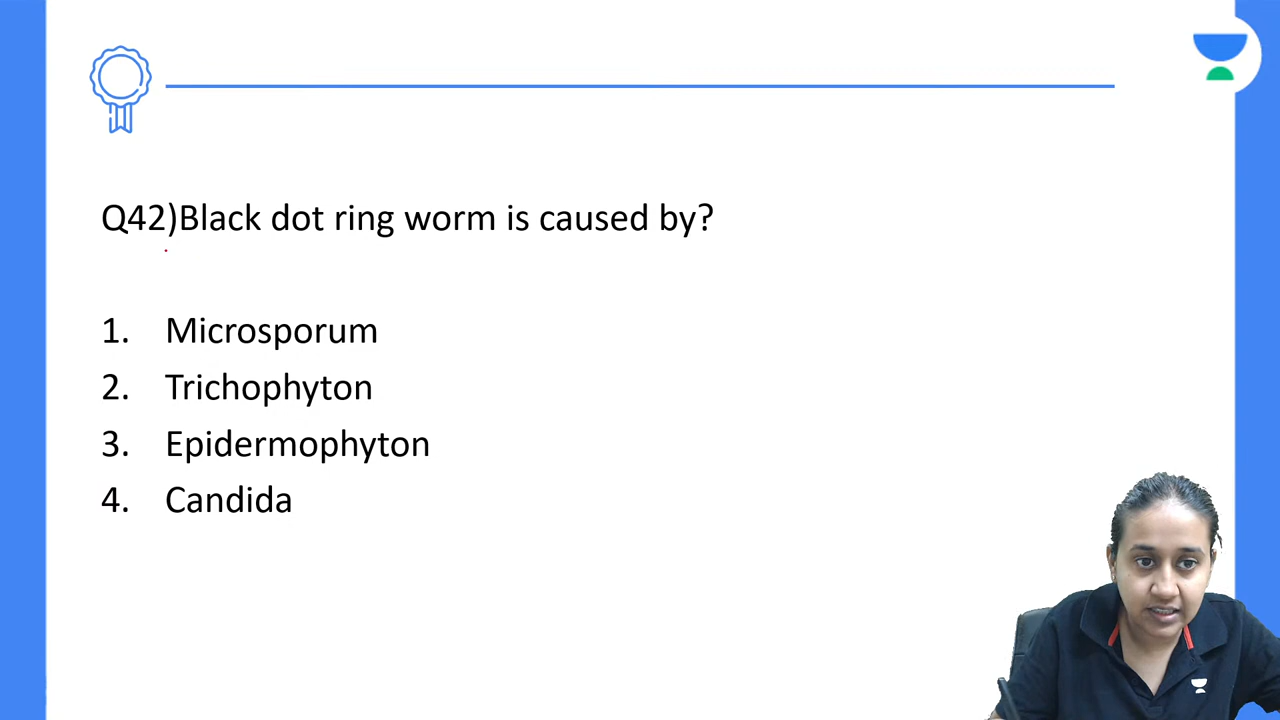 Q42)Black dot ring worm is caused by?
1. Microsporum
2. Trichophyton
3. Epidermophyton
4. Candida